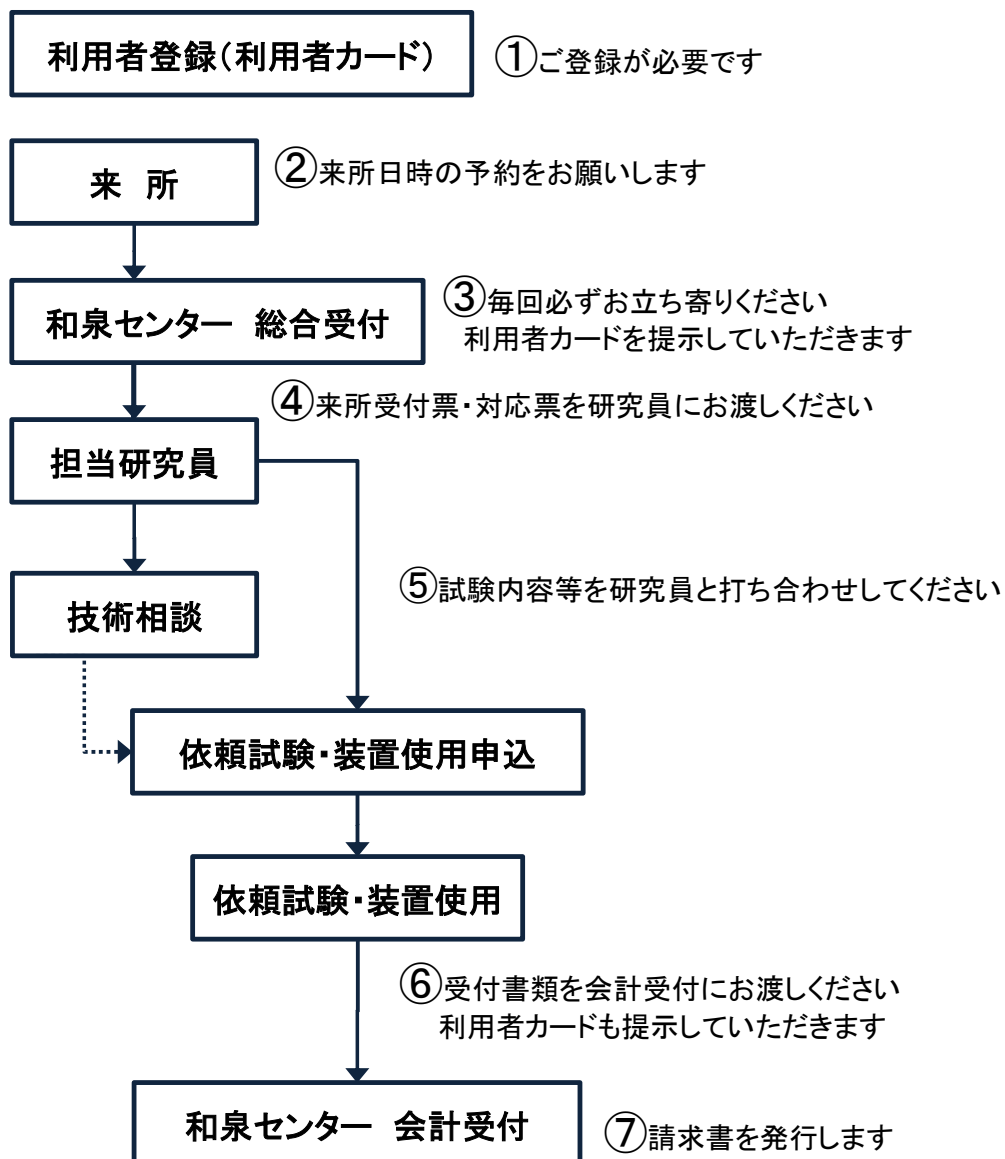 利用者登録(利用者カード)
①ご登録が必要です
来 所
②来所日時の予約をお願いします
和泉センター 総合受付
③毎回必ずお立ち寄りください
利用者カードを提示していただきます
④来所受付票・対応票を研究員にお渡しください
担当研究員
⑤試験内容等を研究員と打ち合わせしてください
技術相談
依頼試験・装置使用申込
依頼試験・装置使用
⑥受付書類を会計受付にお渡しください
利用者カードも提示していただきます
和泉センター 会計受付
⑦請求書を発行します